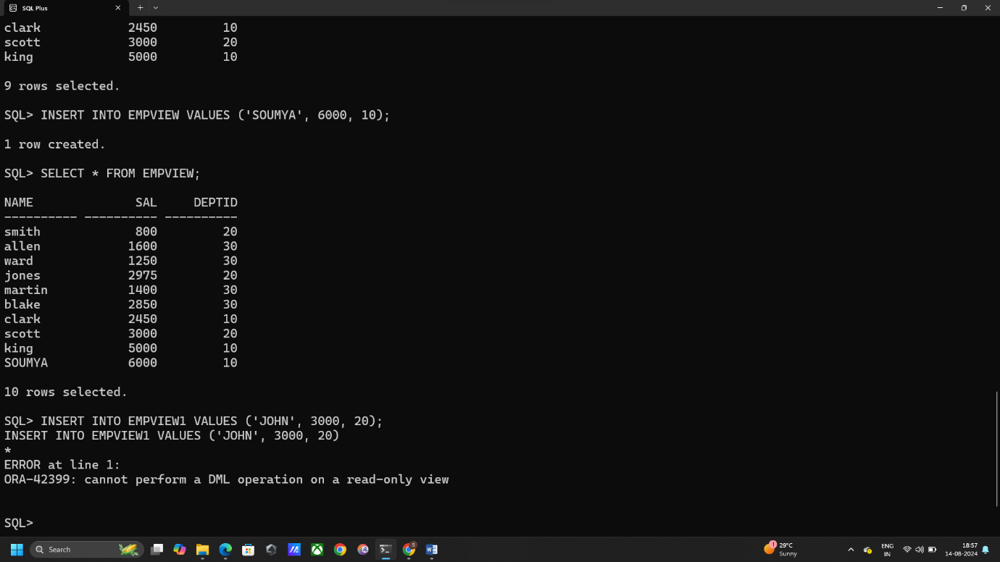 SQL Plus
clark 2450 10
scott 3000 20
king 5000 10
9 rows selected.
SQL> INSERT INTO EMPVIEW VALUES ('SOUMYA', 6000, 10);
1 row created.
SQL> SELECT * FROM EMPVIEW;
NAME SAL DEPTID
---------- ---------- ----------
smith 800 20
allen 1600 30
ward 1250 30
jones 2975 20
martin 1400 30
blake 2850 30
clark 2450 10
scott 3000 20
king 5000 10
SOUMYA 6000 10
10 rows selected.
SQL> INSERT INTO EMPVIEW1 VALUES ('JOHN', 3000, 20);
INSERT INTO EMPVIEW1 VALUES ('JOHN', 3000, 20)
*
ERROR at line 1:
ORA-42399: cannot perform a DML operation on a read-only view
SQL>
Search
1
29°C
Sunny
S
ENG
IN
18:57
14-08-2024